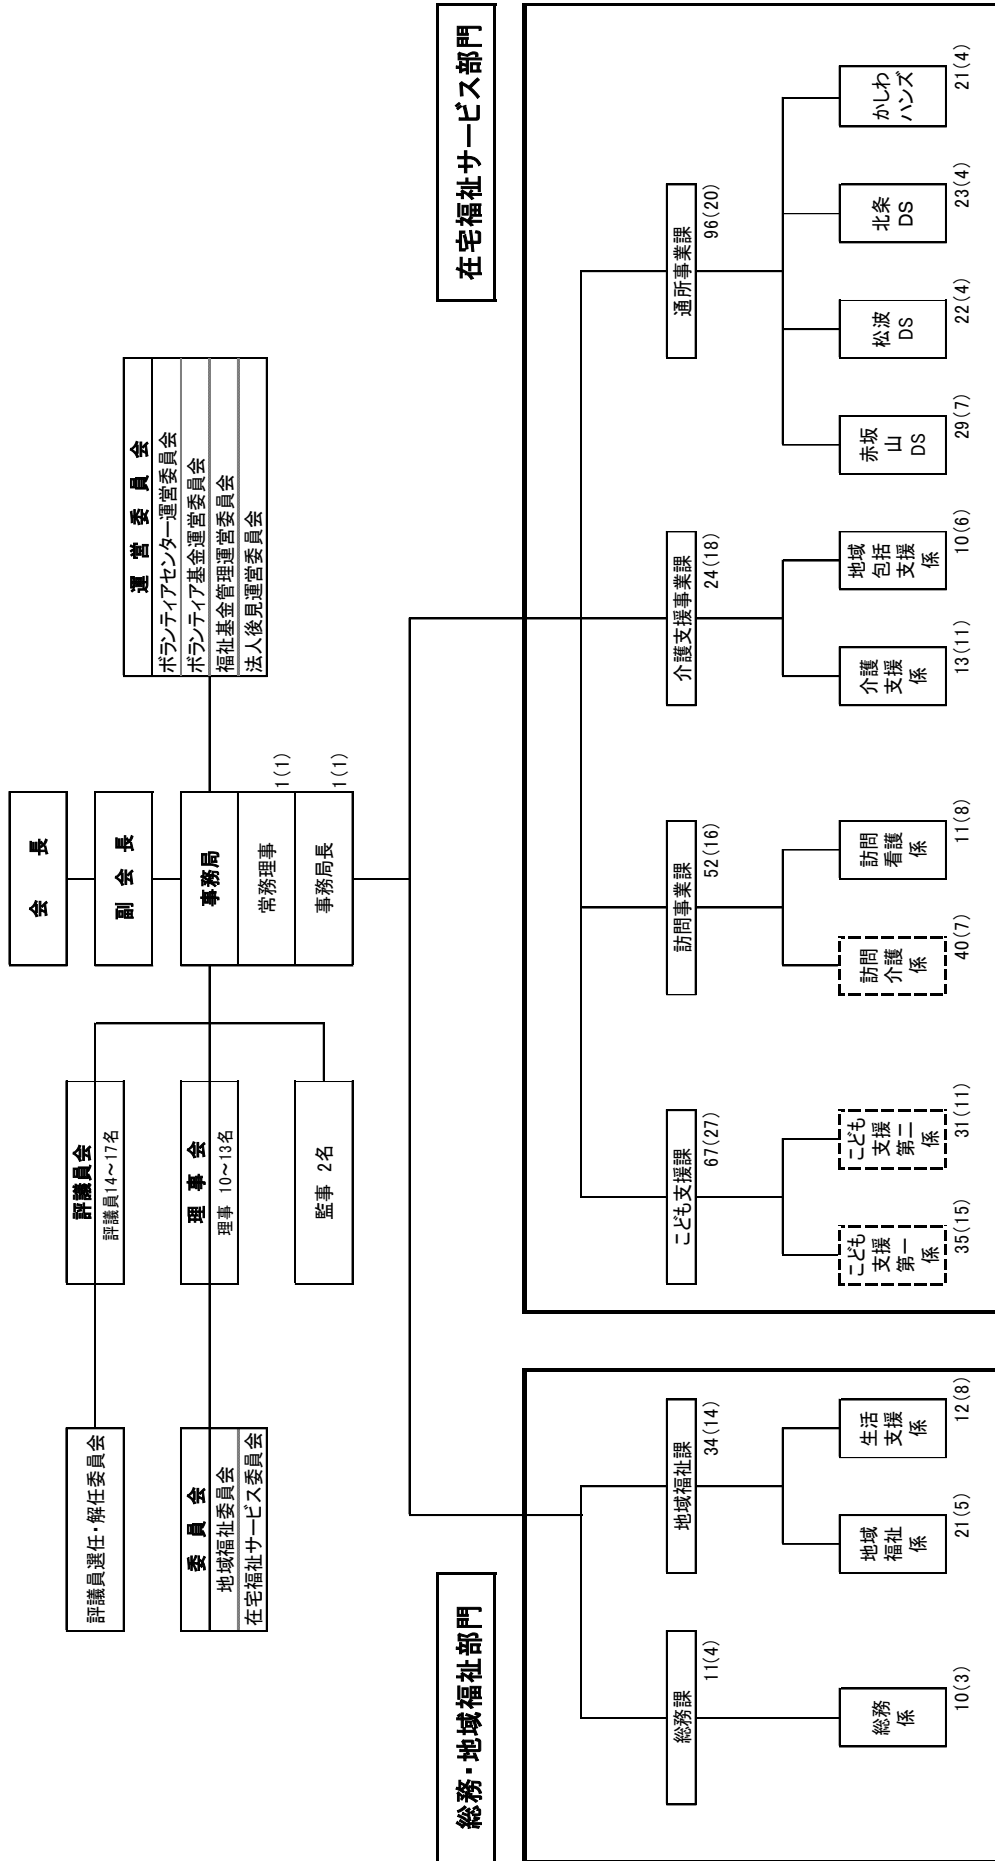 会 長
副 会 長
事務局
常務理事
1(1)
事務局長
1(1)
評議員選任・解任委員会
評議員会
評議員14～17名
委 員 会
地域福祉委員会
在宅福祉サービス委員会
理 事 会
理事 10～13名
監事 2名
運 営 委 員 会
ボランティアセンター運営委員会
ボランティア基金運営委員会
福祉基金管理運営委員会
法人後見運営委員会
総務・地域福祉部門
総務課
11(4)
総務
係
10(3)
地域福祉課
34(14)
地域
福祉
係
21(5)
生活
支援
係
12(8)
在宅福祉サービス部門
こども支援課
67(27)
こども
支援
第一
係
35(15)
こども
支援
第二
係
31(11)
訪問事業課
52(16)
訪問
介護
係
40(7)
訪問
看護
係
11(8)
介護支援事業課
24(18)
介護
支援
係
13(11)
地域
包括
支援
係
10(6)
通所事業課
96(20)
赤坂
山
DS
29(7)
松波
DS
22(4)
北条
DS
23(4)
かしわ
ハンズ
21(4)